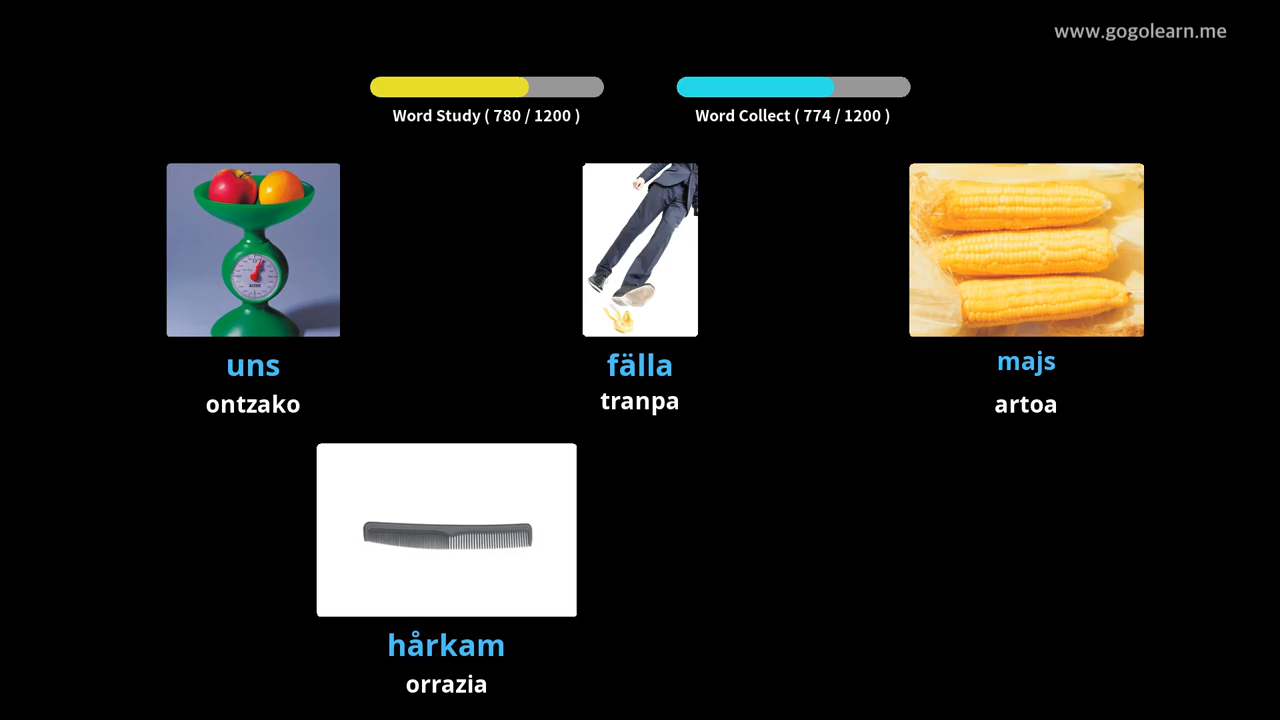 www.gogolearn.me
Word Study ( 780 / 1200 )
Word Collect ( 774 / 1200 )
uns
ontzako
fälla
tranpa
majs
artoa
hårkam
orrazia